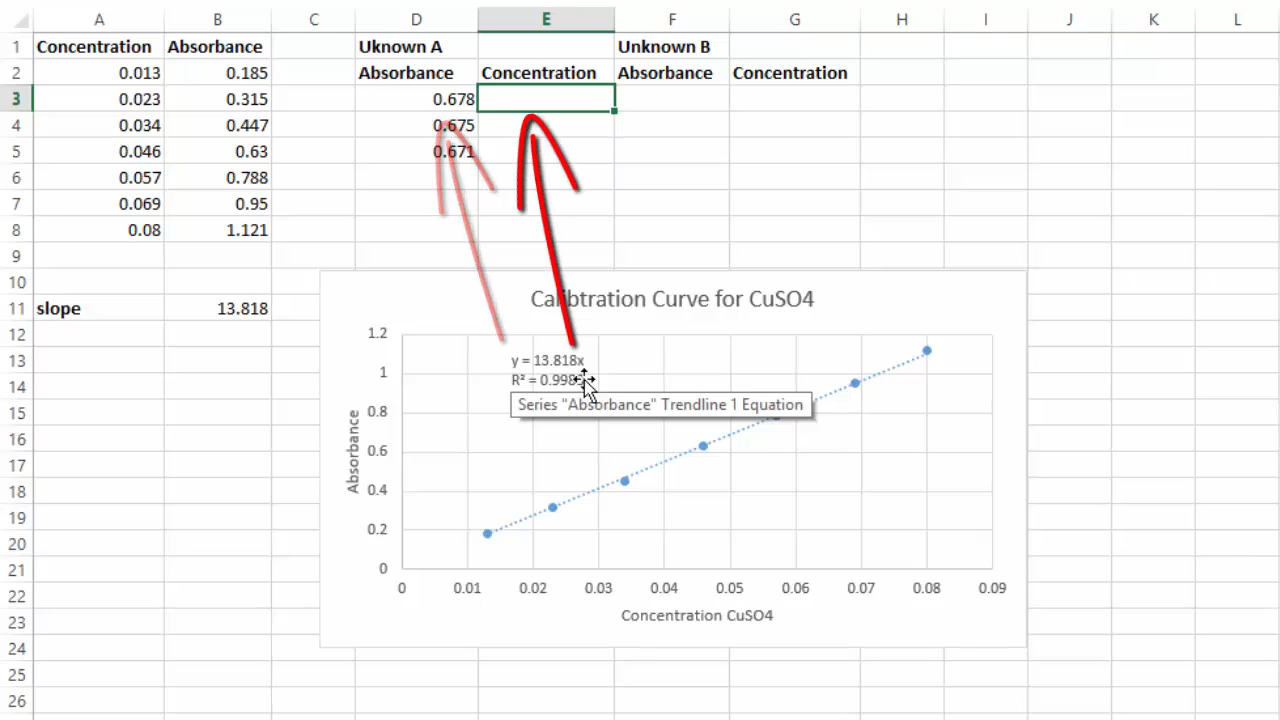 A B C D E F G H I J K L
1 Concentration Absorbance Uknown A Unknown B
2 0.013 0.185 Absorbance Concentration Absorbance Concentration
3 0.023 0.315 0.678
4 0.034 0.447 0.675
5 0.046 0.63 0.671
6 0.057 0.788
7 0.069 0.95
8 0.08 1.121
9
10
11 slope 13.818
12
13
14
15
16
17
18
19
20
21
22
23
24
25
26
Calibtration Curve for CuSO4
y = 13.818x
Series "Absorbance" Trendline 1 Equation
1.2
1
0.8
0.6
0.4
0.2
0
Absorbance
0 0.01 0.02 0.03 0.04 0.05 0.06 0.07 0.08 0.09
Concentration CuSO4